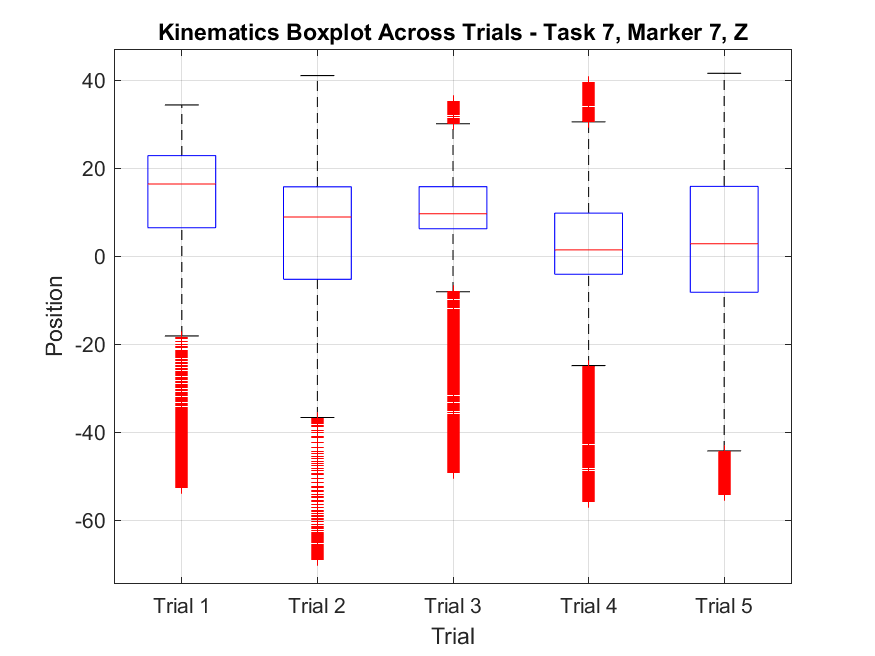 Kinematics Boxplot Across Trials - Task 7, Marker 7, Z
40
20
0
-20
-40
-60
Position
Trial 1 Trial 2 Trial 3 Trial 4 Trial 5
Trial